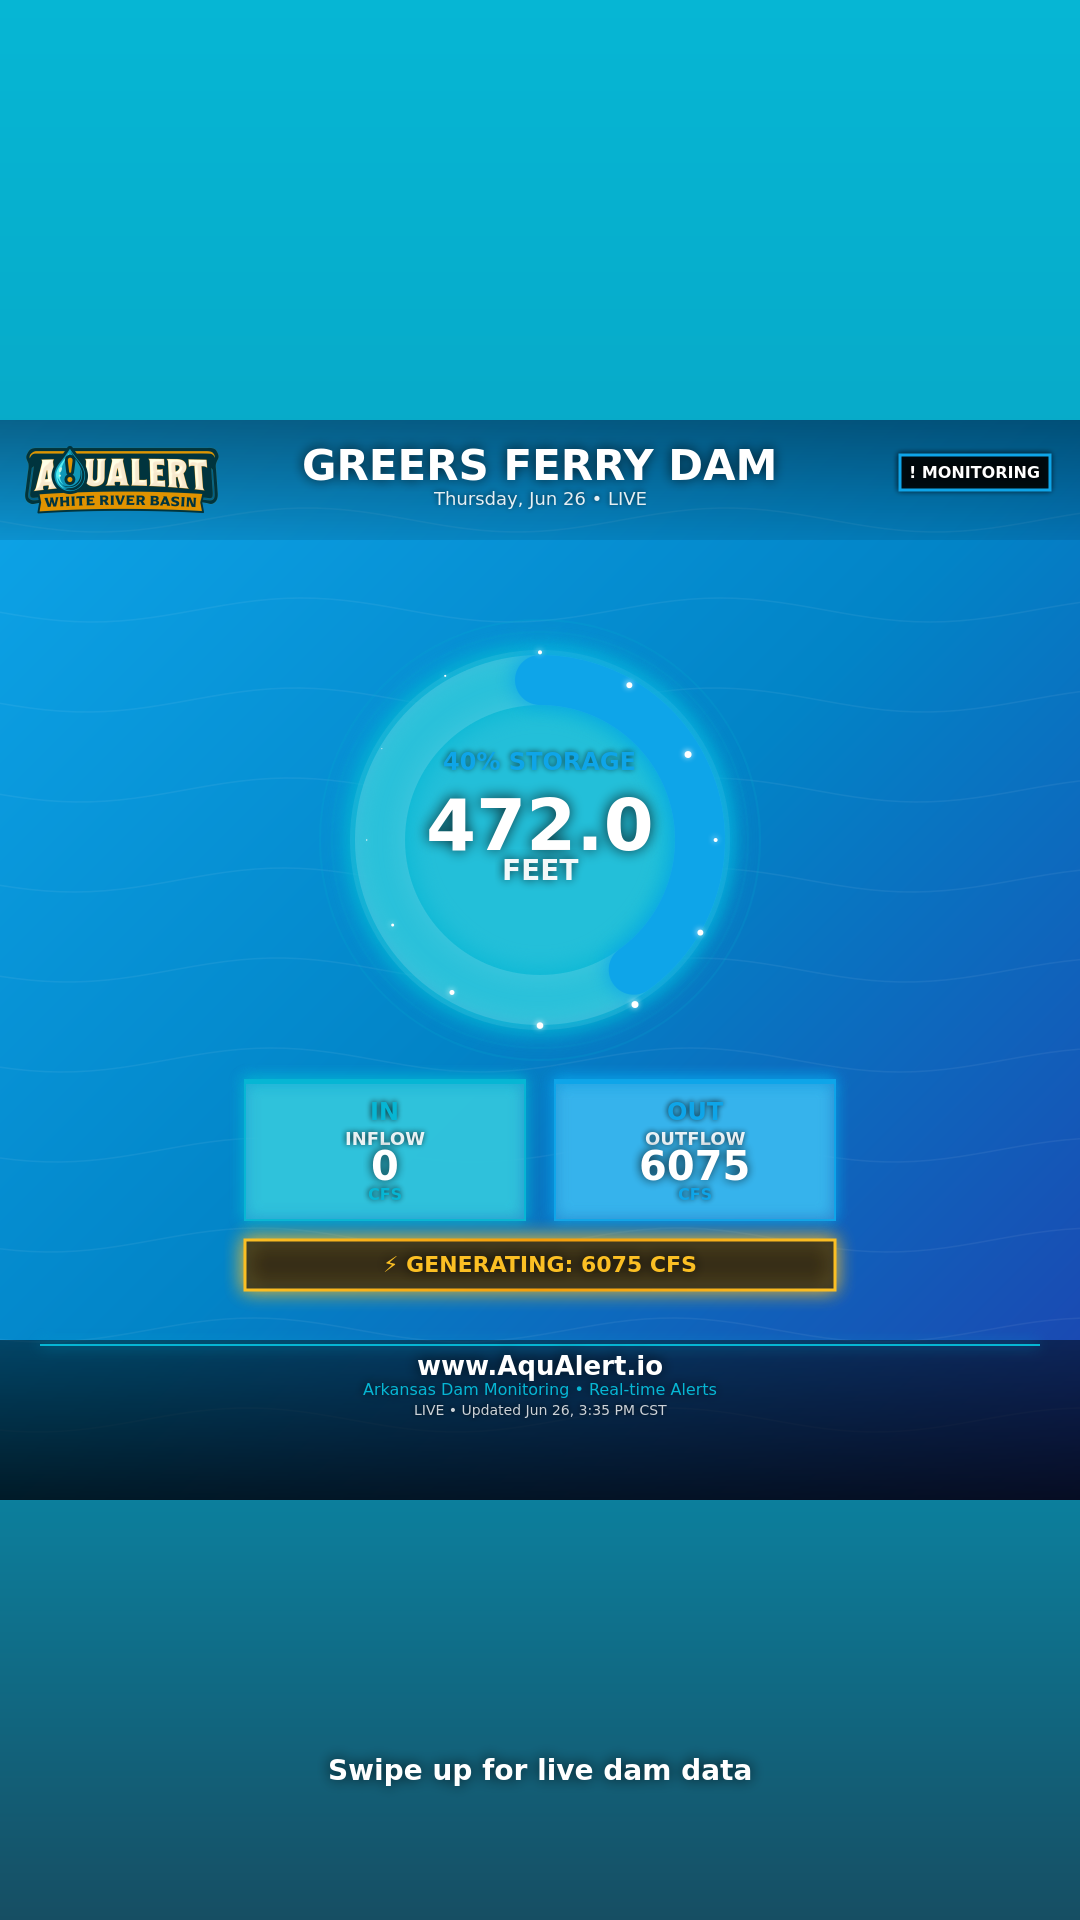 AQUALERT
WHITE RIVER BASIN
GREERS FERRY DAM
Thursday, Jun 26 • LIVE
! MONITORING
40% STORAGE
472.0
FEET
IN
INFLOW
0
CFS
OUT
OUTFLOW
6075
CFS
⚡ GENERATING: 6075 CFS
www.AquAlert.io
Arkansas Dam Monitoring • Real-time Alerts
LIVE • Updated Jun 26, 3:35 PM CST
Swipe up for live dam data